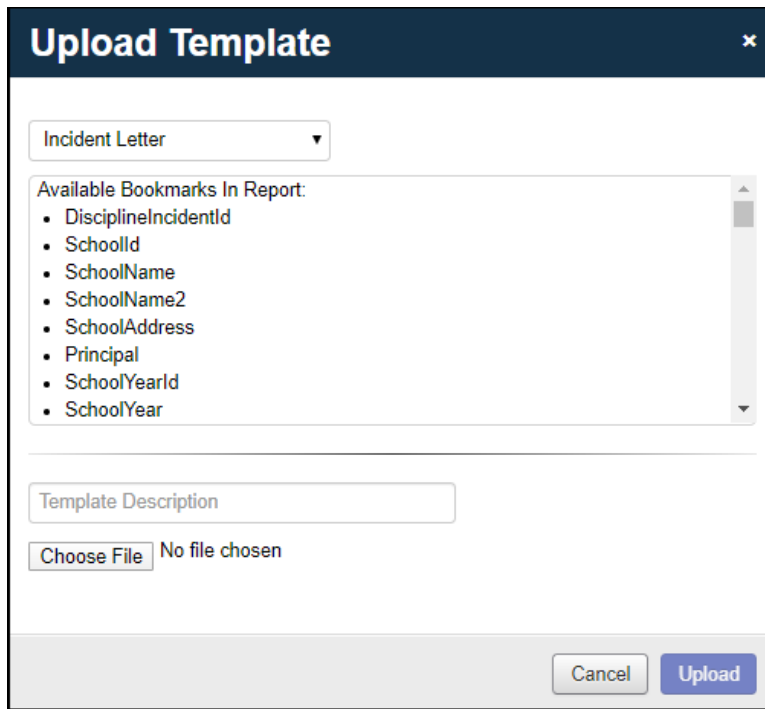 Upload Template
×
Incident Letter
Available Bookmarks In Report:
• DisciplineIncidentId
• SchoolId
• SchoolName
• SchoolName2
• SchoolAddress
• Principal
• SchoolYearId
• SchoolYear
Template Description
Choose File No file chosen
Cancel Upload